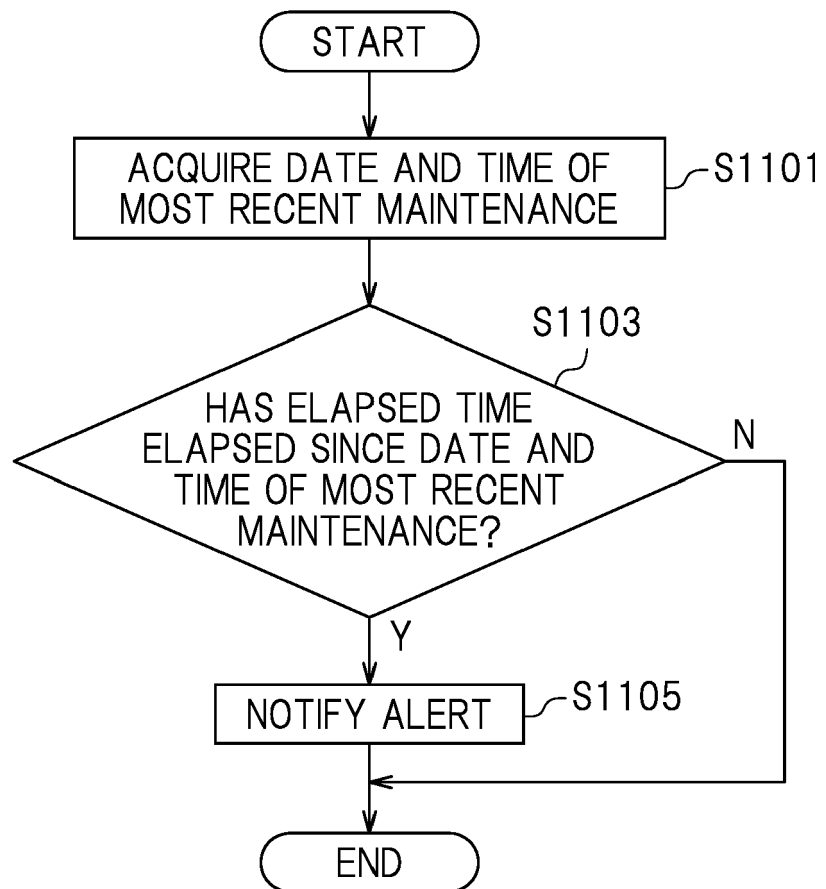 START
ACQUIRE DATE AND TIME OF
MOST RECENT MAINTENANCE
S1101
S1103
HAS ELAPSED TIME
ELAPSED SINCE DATE AND
TIME OF MOST RECENT
MAINTENANCE?
N
Y
NOTIFY ALERT
S1105
END